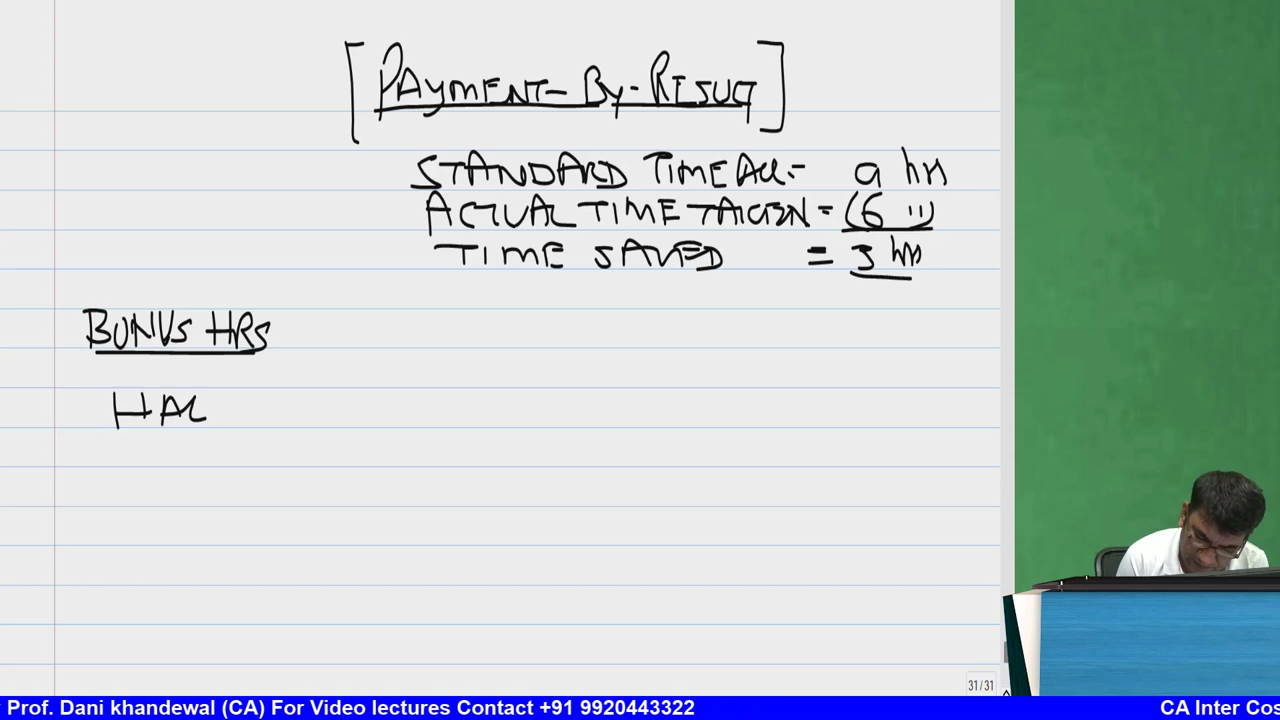 [PAYMENT-BY-RESULT]
STANDARD TIME ALL.- 9 hrs
ACTUAL TIME TAKEN = (6 ")
TIME SAVED = 3 hrs
BONUS HRS
HAL
31/31
Prof. Dani khandewal (CA) For Video lectures Contact +91 9920443322
CA Inter Cos